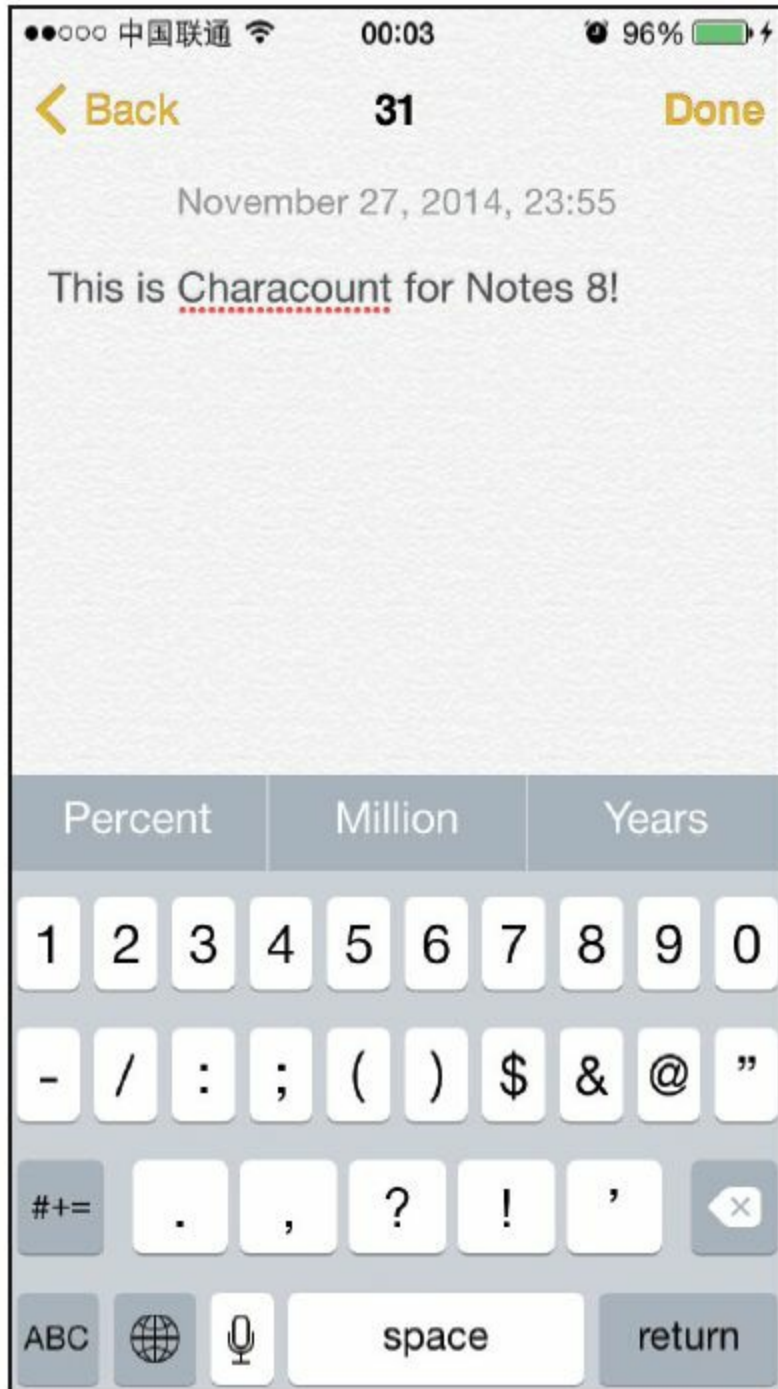 中国联通 00:03 96%
Back 31 Done
November 27, 2014, 23:55
This is Characount for Notes 8!
Percent Million Years
1 2 3 4 5 6 7 8 9 0
- / : ; ( ) $ & @ ”
#+= . , ? ! ’
ABC space return